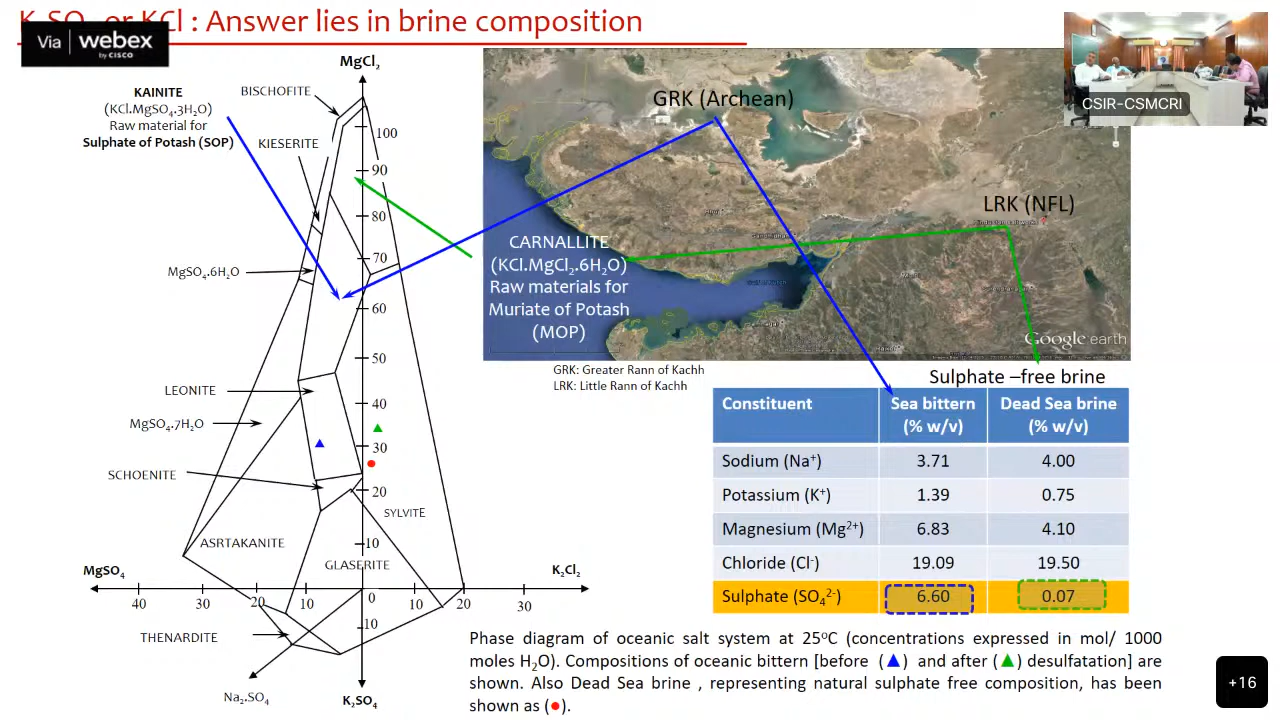 K₂SO₄ or KCl : Answer lies in brine composition
Via
webex
by CISCO
CSIR-CSMCRI
MgCl₂
KAINITE
(KCl.MgSO₄.3H₂O)
Raw material for
Sulphate of Potash (SOP)
BISCHOFITE
KIESERITE
MgSO₄.6H₂O
LEONITE
MgSO₄.7H₂O
SCHOENITE
ASRTAKANITE
SYLVITE
GLASERITE
THENARDITE
MgSO₄
K₂Cl₂
Na₂.SO₄
K₂SO₄
100
90
80
70
60
50
40
30
20
10
40 30 20 10 0 10 20 30
10
GRK (Archean)
LRK (NFL)
CARNALLITE
(KCl.MgCl₂.6H₂O)
Raw materials for
Muriate of Potash
(MOP)
Google earth
GRK: Greater Rann of Kachh
LRK: Little Rann of Kachh
Sulphate –free brine
Constituent Sea bittern (% w/v) Dead Sea brine (% w/v)
Sodium (Na⁺) 3.71 4.00
Potassium (K⁺) 1.39 0.75
Magnesium (Mg²⁺) 6.83 4.10
Chloride (Cl⁻) 19.09 19.50
Sulphate (SO₄²⁻) 6.60 0.07
Phase diagram of oceanic salt system at 25°C (concentrations expressed in mol/ 1000
moles H₂O). Compositions of oceanic bittern [before (▲) and after (▲) desulfatation] are
shown. Also Dead Sea brine , representing natural sulphate free composition, has been
shown as (●).
+16